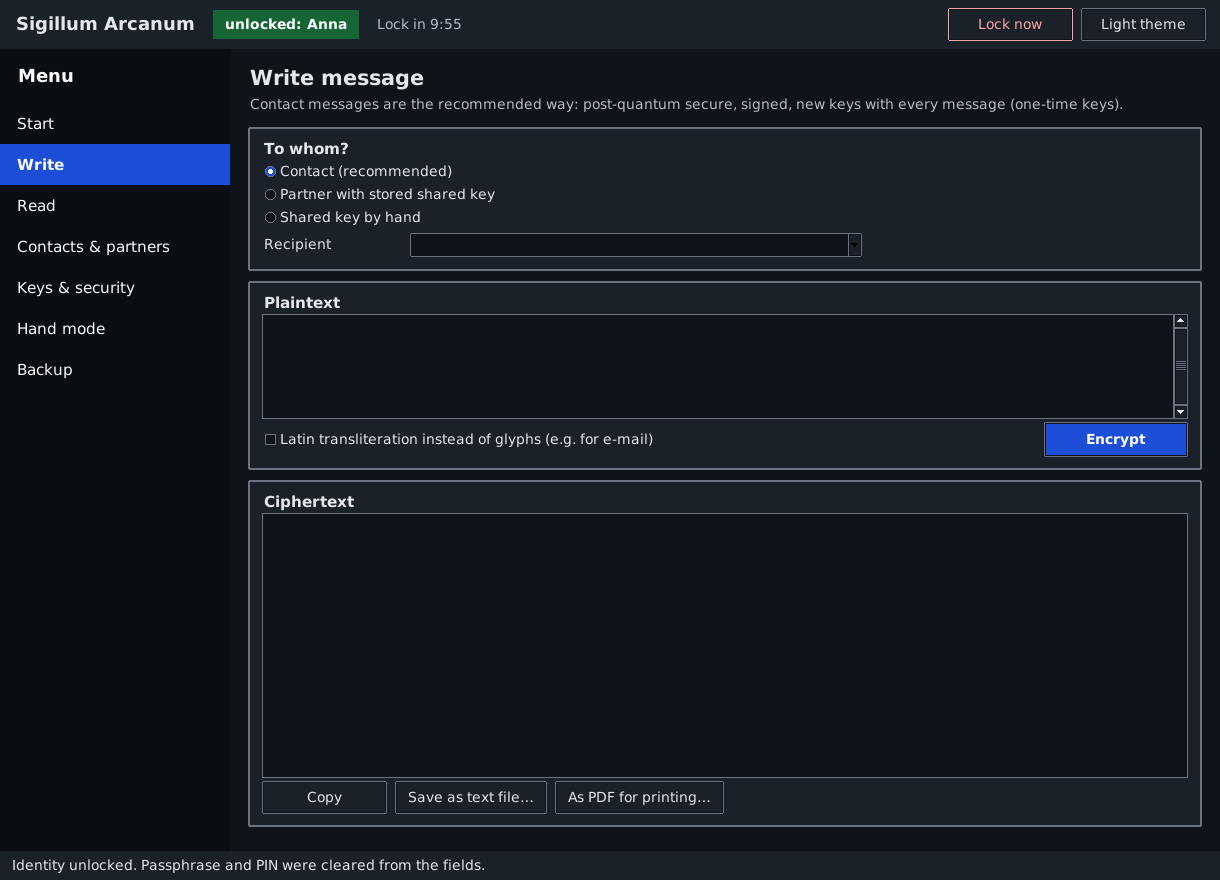 Sigillum Arcanum
unlocked: Anna
Lock in 9:55
Lock now
Light theme
Menu
Start
Write
Read
Contacts & partners
Keys & security
Hand mode
Backup
Write message
Contact messages are the recommended way: post-quantum secure, signed, new keys with every message (one-time keys).
To whom?
Contact (recommended)
Partner with stored shared key
Shared key by hand
Recipient
Plaintext
Latin transliteration instead of glyphs (e.g. for e-mail)
Encrypt
Ciphertext
Copy
Save as text file…
As PDF for printing…
Identity unlocked. Passphrase and PIN were cleared from the fields.